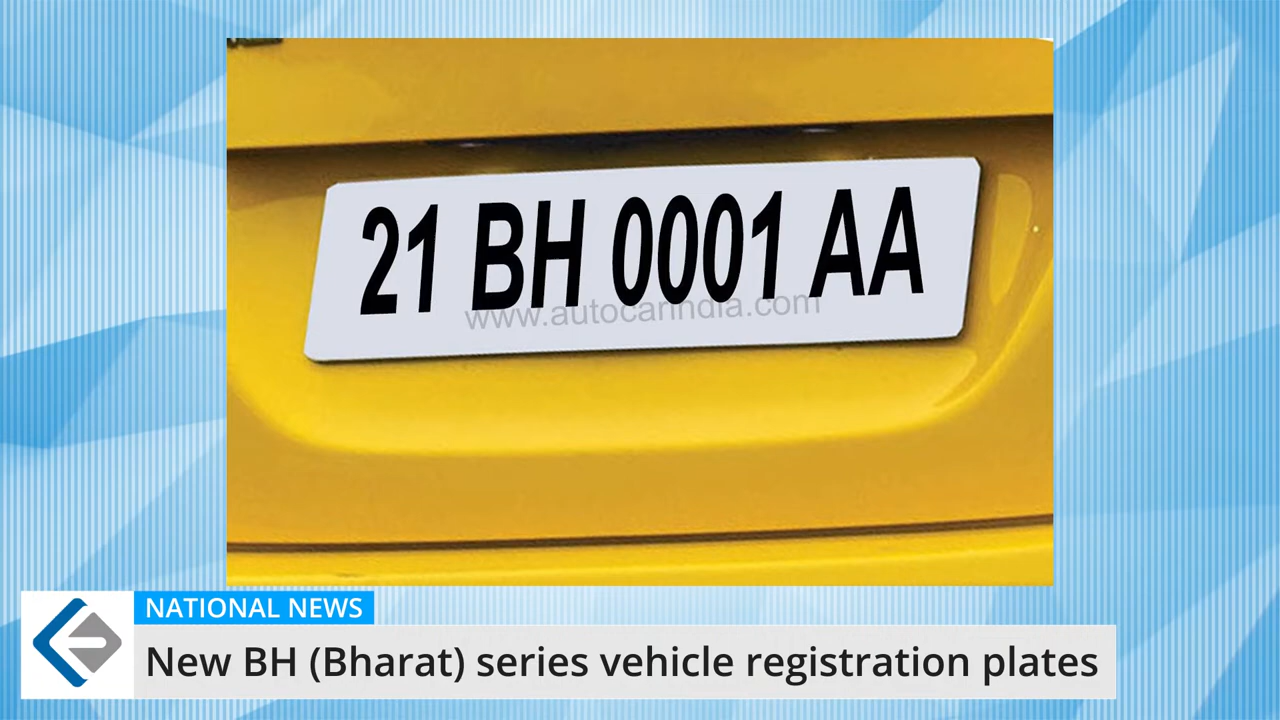 21 BH 0001 AA
www.autocarindia.com
NATIONAL NEWS
New BH (Bharat) series vehicle registration plates